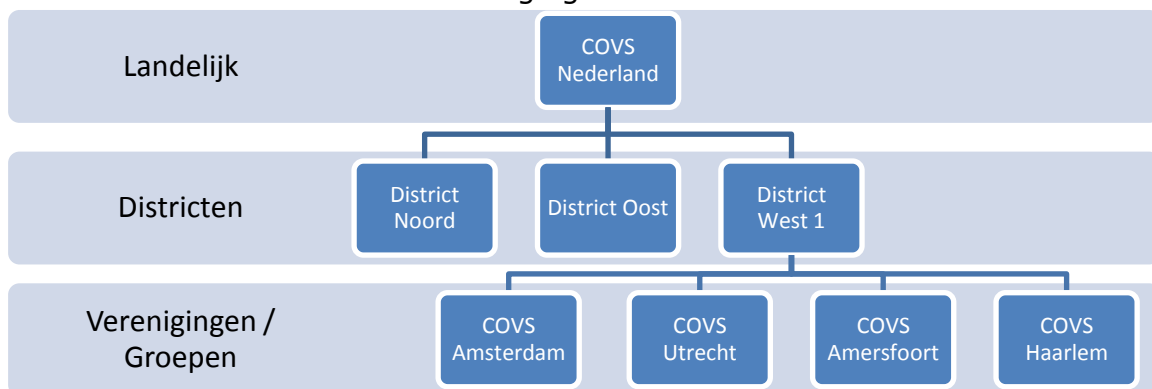 Landelijk
COVS
Nederland
Districten
District
Noord
District Oost
District
West 1
Verenigingen /
Groepen
COVS
Amsterdam
COVS
Utrecht
COVS
Amersfoort
COVS
Haarlem